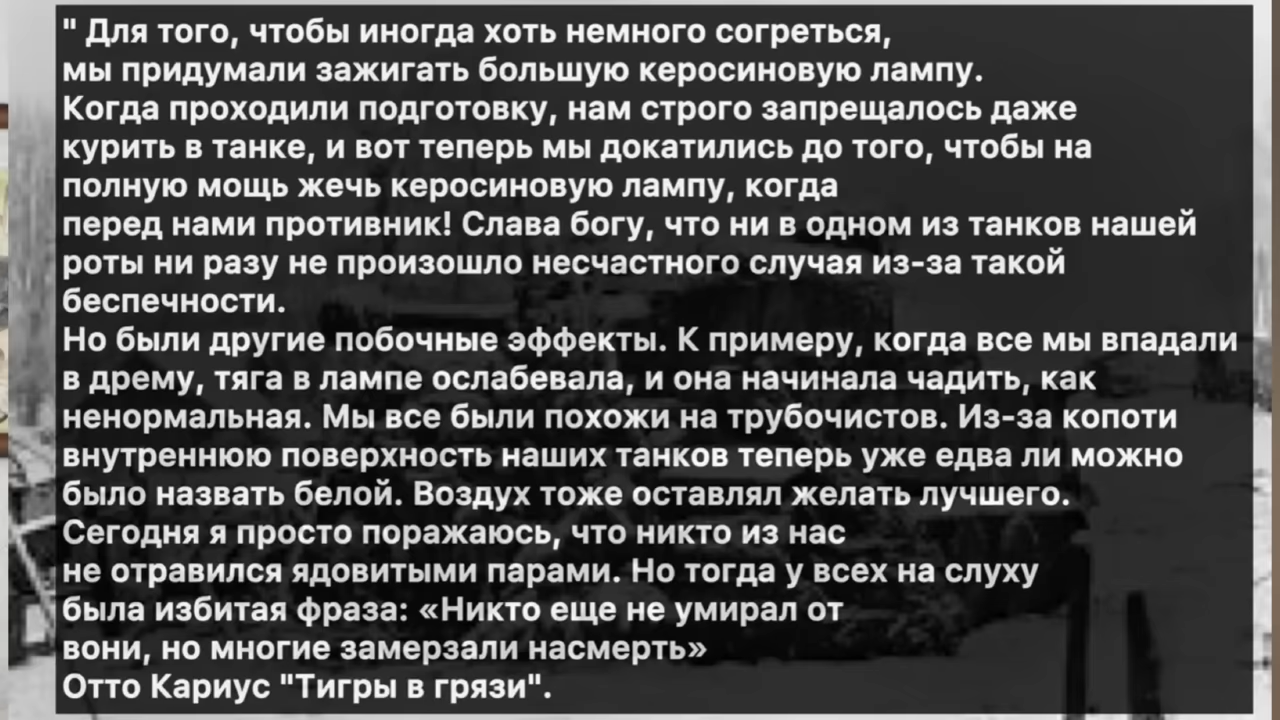 " Для того, чтобы иногда хоть немного согреться,
мы придумали зажигать большую керосиновую лампу.
Когда проходили подготовку, нам строго запрещалось даже
курить в танке, и вот теперь мы докатились до того, чтобы на
полную мощь жечь керосиновую лампу, когда
перед нами противник! Слава богу, что ни в одном из танков нашей
роты ни разу не произошло несчастного случая из-за такой
беспечности.
Но были другие побочные эффекты. К примеру, когда все мы впадали
в дрему, тяга в лампе ослабевала, и она начинала чадить, как
ненормальная. Мы все были похожи на трубочистов. Из-за копоти
внутреннюю поверхность наших танков теперь уже едва ли можно
было назвать белой. Воздух тоже оставлял желать лучшего.
Сегодня я просто поражаюсь, что никто из нас
не отравился ядовитыми парами. Но тогда у всех на слуху
была избитая фраза: «Никто еще не умирал от
вони, но многие замерзали насмерть»
Отто Кариус "Тигры в грязи".